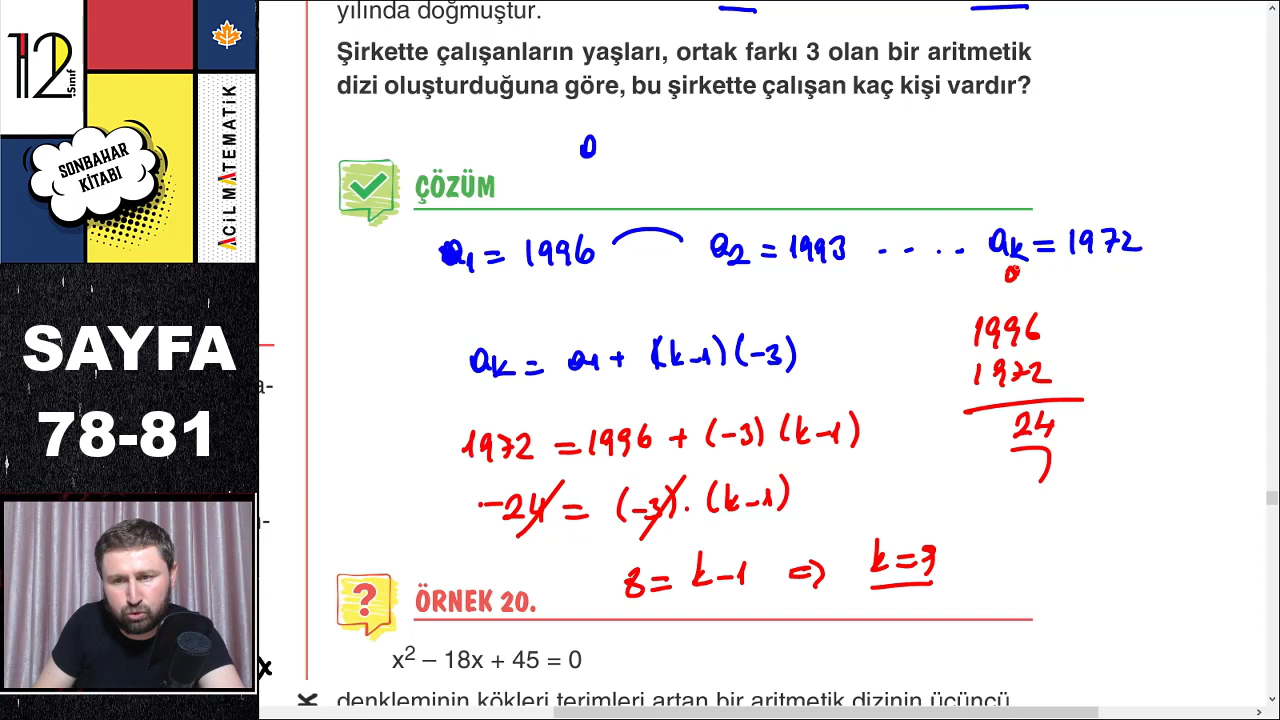 yılında doğmuştur.
Şirkette çalışanların yaşları, ortak farkı 3 olan bir aritmetik
dizi oluşturduğuna göre, bu şirkette çalışan kaç kişi vardır?
12
.Sınıf
SONBAHAR
KİTABI
ACiLMATEMATiK
SAYFA
78-81
ÇÖZÜM
a1 = 1996 a2 = 1993 .... ak = 1972
1996
1972
24
ak = a1 + (k-1)(-3)
1972 = 1996 + (-3)(k-1)
-24 = (-3).(k-1)
8 = k-1 => k=9
ÖRNEK 20.
x² – 18x + 45 = 0
denkleminin kökleri terimleri artan bir aritmetik dizinin üçüncü